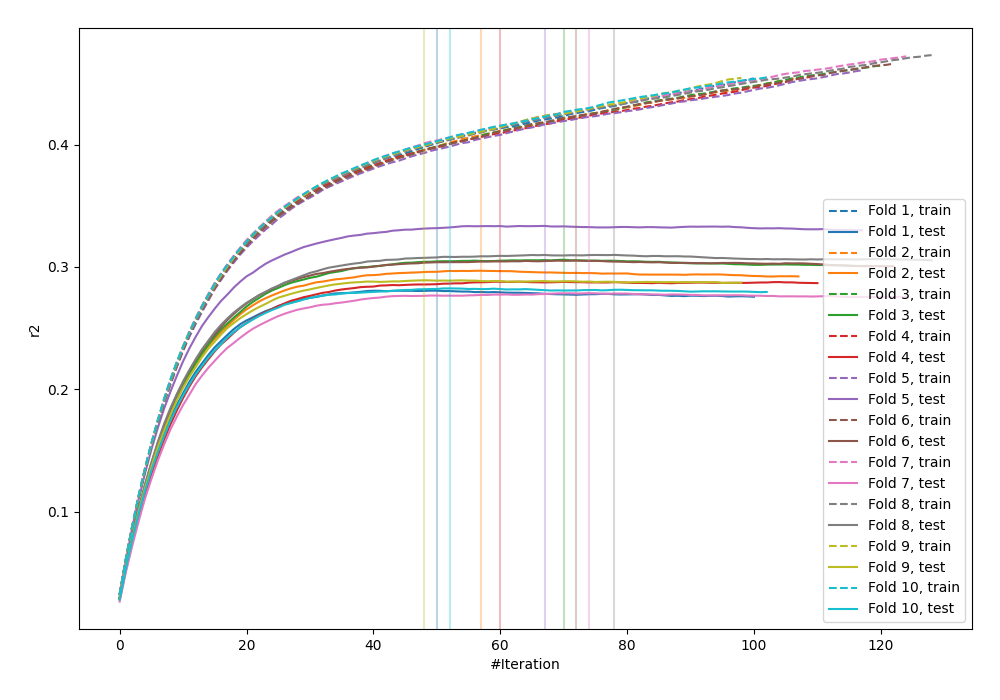 0.4
0.3
0.2
0.1
r2
0
20
40
60
80
100
120
#Iteration
Fold 1, train
Fold 1, test
Fold 2, train
Fold 2, test
Fold 3, train
Fold 3, test
Fold 4, train
Fold 4, test
Fold 5, train
Fold 5, test
Fold 6, train
Fold 6, test
Fold 7, train
Fold 7, test
Fold 8, train
Fold 8, test
Fold 9, train
Fold 9, test
Fold 10, train
Fold 10, test